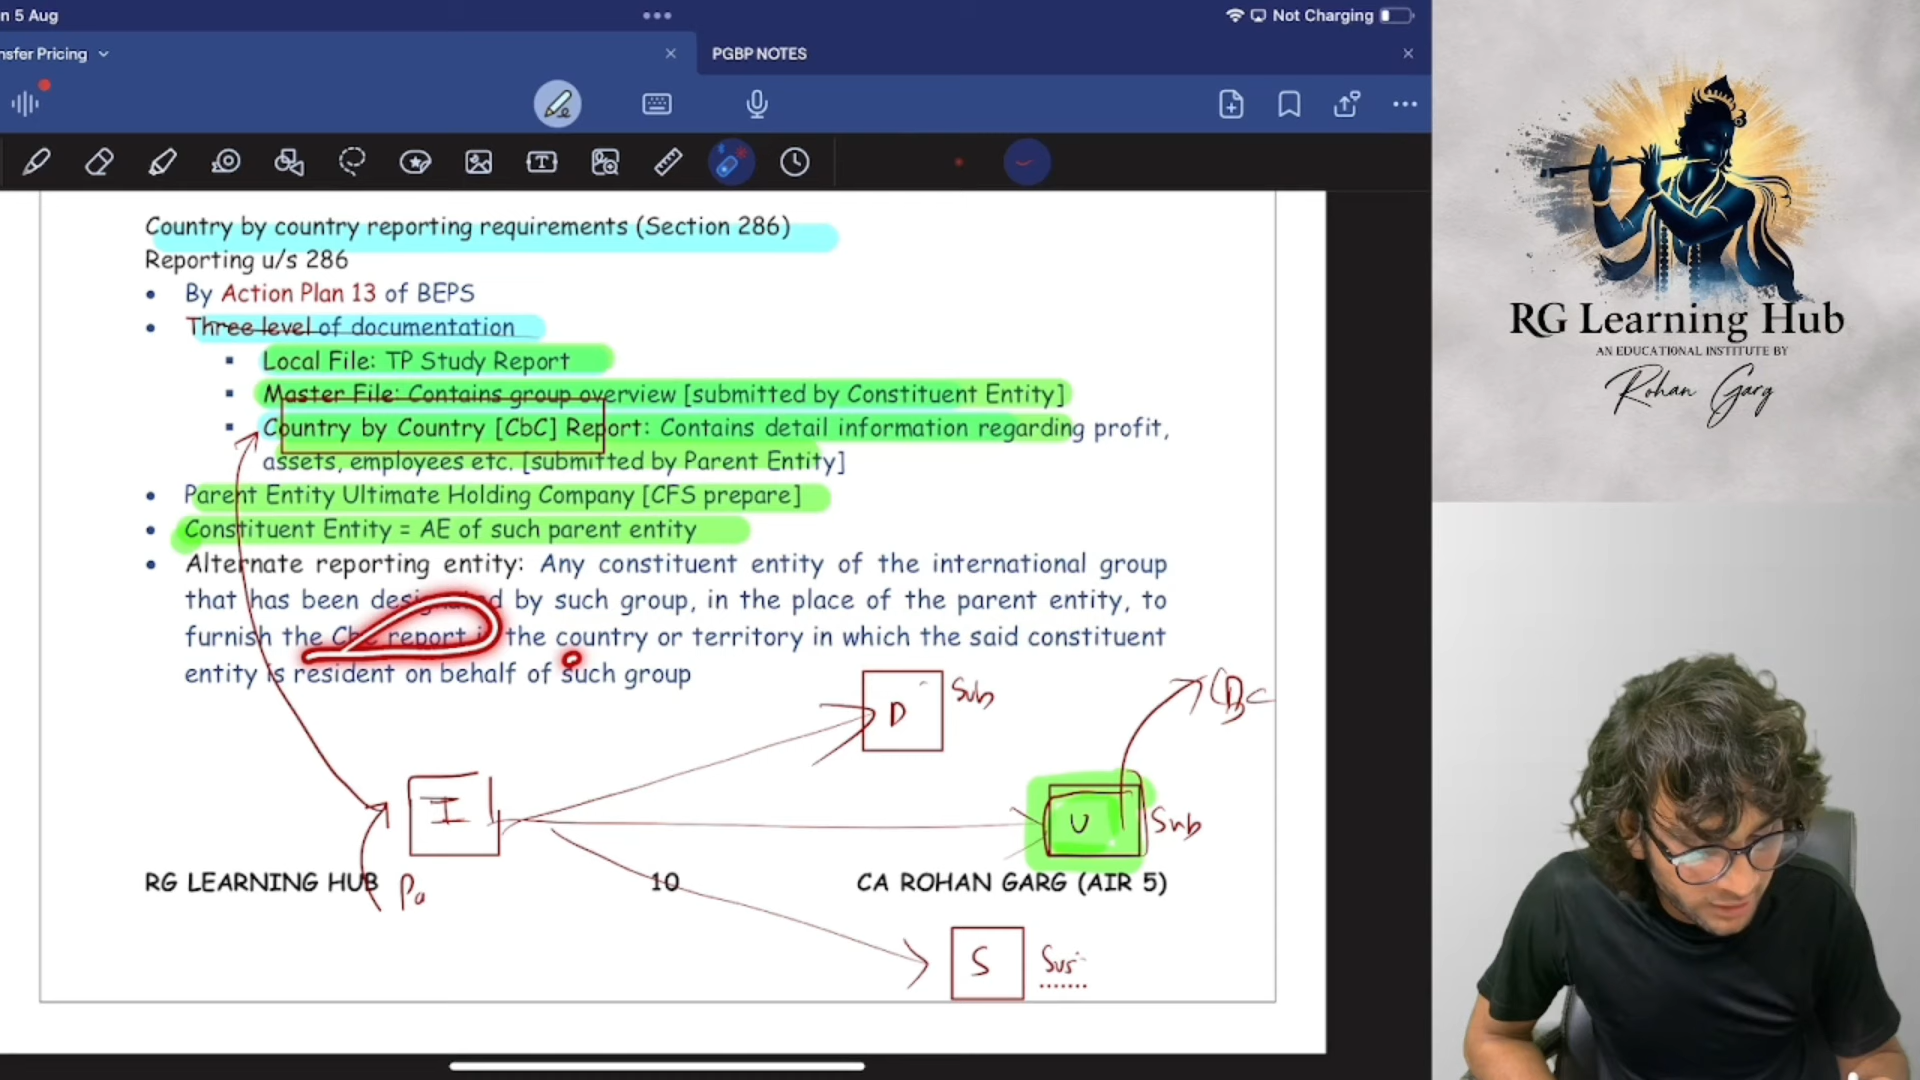 n 5 Aug
Not Charging
nsfer Pricing
PGBP NOTES
Country by country reporting requirements (Section 286)
Reporting u/s 286
• By Action Plan 13 of BEPS
• Three level of documentation
▪ Local File: TP Study Report
▪ Master File: Contains group overview [submitted by Constituent Entity]
▪ Country by Country [CbC] Report: Contains detail information regarding profit,
assets, employees etc. [submitted by Parent Entity]
• Parent Entity Ultimate Holding Company [CFS prepare]
• Constituent Entity = AE of such parent entity
• Alternate reporting entity: Any constituent entity of the international group
that has been designated by such group, in the place of the parent entity, to
furnish the CbC report in the country or territory in which the said constituent
entity is resident on behalf of such group
D Sub
CBC
I
U Sub
Pa
RG LEARNING HUB 10 CA ROHAN GARG (AIR 5)
S
RG Learning Hub
AN EDUCATIONAL INSTITUTE BY
Rohan Garg